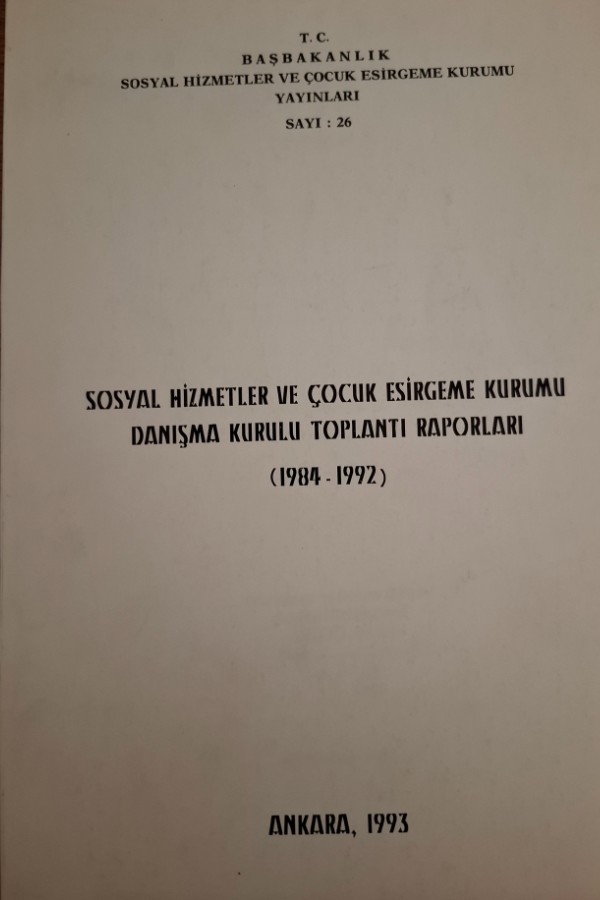 T. C.
BAŞBAKANLIK
SOSYAL HİZMETLER VE ÇOCUK ESİRGEME KURUMU
YAYINLARI
SAYI : 26
SOSYAL HİZMETLER VE ÇOCUK ESİRGEME KURUMU
DANIŞMA KURULU TOPLANTI RAPORLARI
(1984 - 1992)
ANKARA, 1993